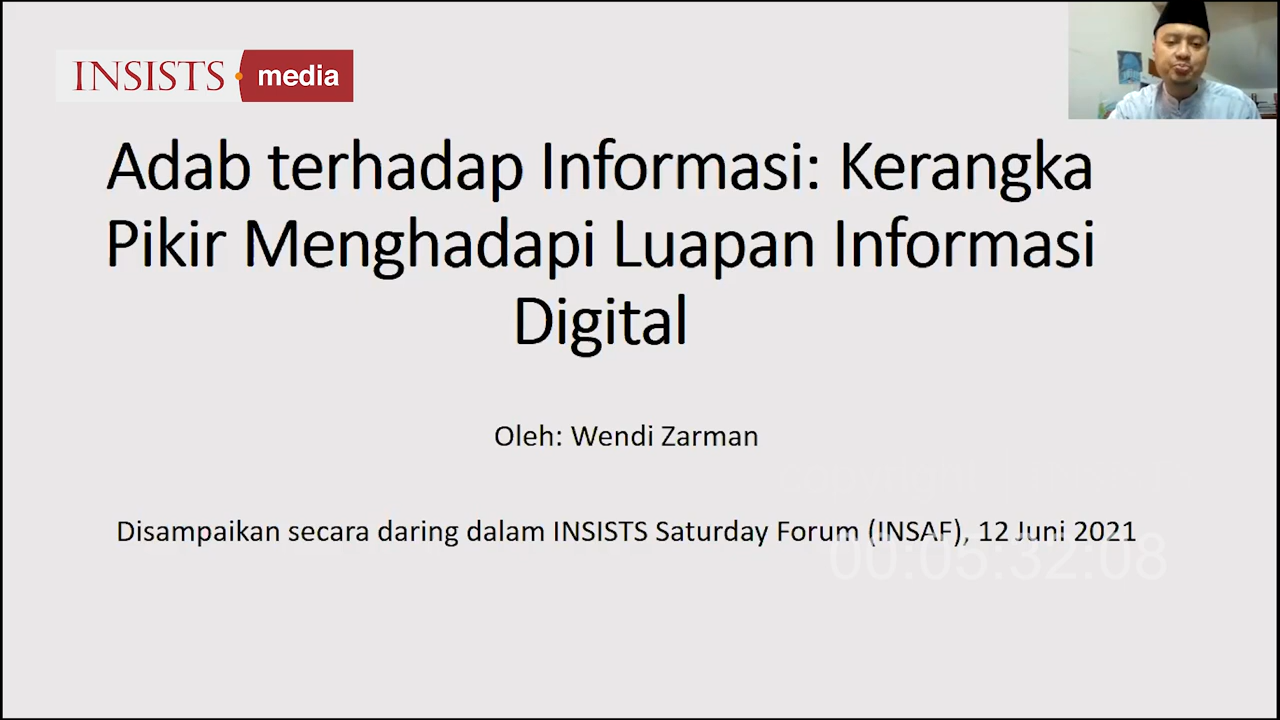 INSISTS media
Adab terhadap Informasi: Kerangka
Pikir Menghadapi Luapan Informasi
Digital
Oleh: Wendi Zarman
Disampaikan secara daring dalam INSISTS Saturday Forum (INSAF), 12 Juni 2021
00:05:32:08